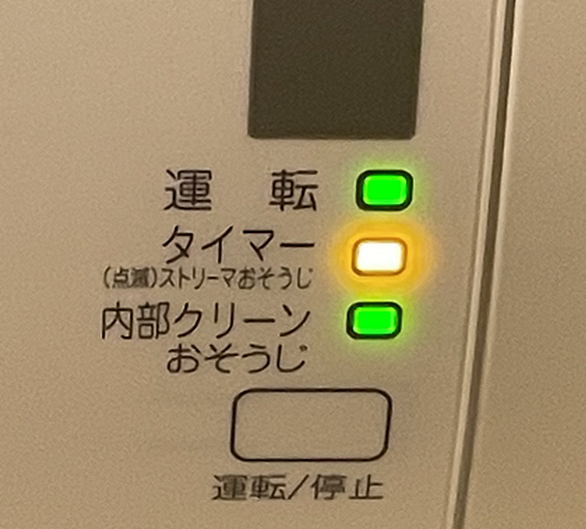 運 転
タイマー
(点滅)ストリーマおそうじ
内部クリーン
おそうじ
運転/停止